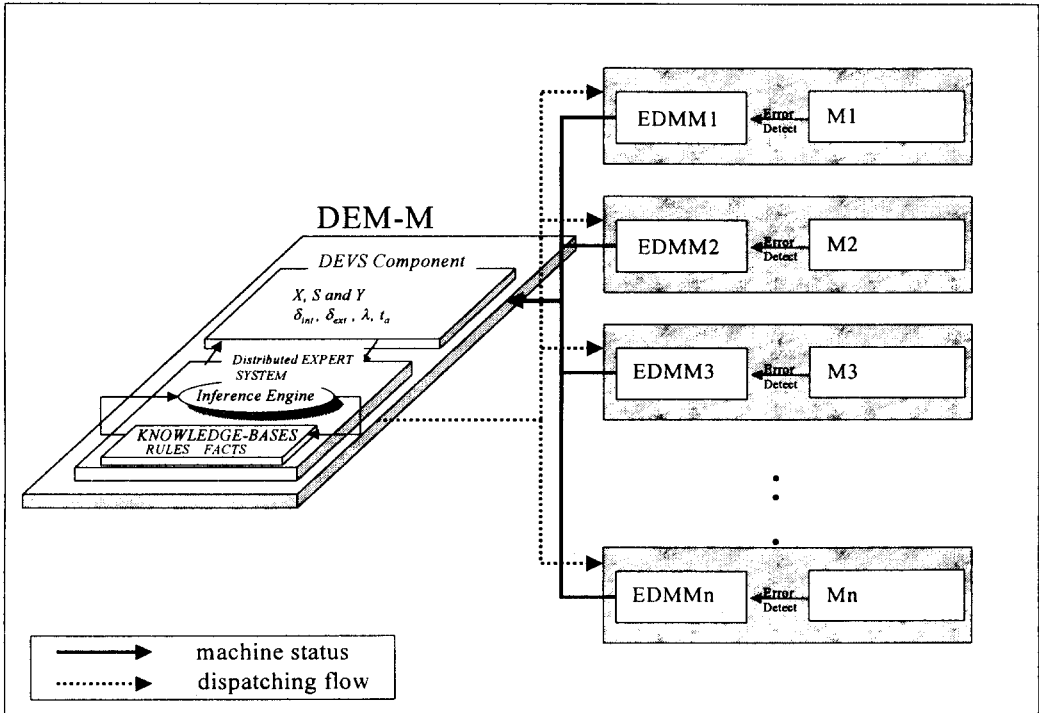 DEM-M
DEVS Component
X, S and Y
δint, δext, λ, ta
Distributed EXPERT
SYSTEM
Inference Engine
KNOWLEDGE-BASES
RULES FACTS
EDMM1
Error
Detect
M1
EDMM2
Error
Detect
M2
EDMM3
Error
Detect
M3
EDMMn
Error
Detect
Mn
machine status
dispatching flow